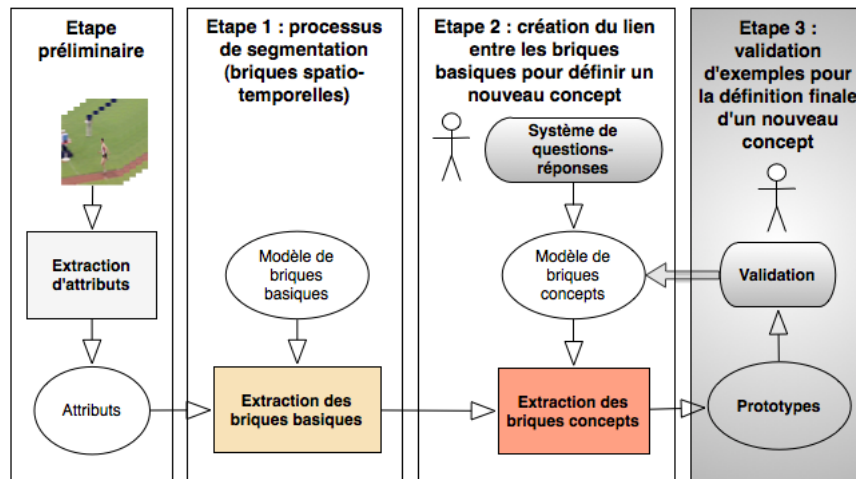 Etape
préliminaire
Extraction
d'attributs
Attributs
Etape 1 : processus
de segmentation
(briques spatio-
temporelles)
Modèle de
briques
basiques
Extraction des
briques basiques
Etape 2 : création du lien
entre les briques
basiques pour définir un
nouveau concept
Système de
questions-
réponses
Modèle de
briques
concepts
Extraction des
briques concepts
Etape 3 :
validation
d'exemples pour
la définition finale
d'un nouveau
concept
Validation
Prototypes